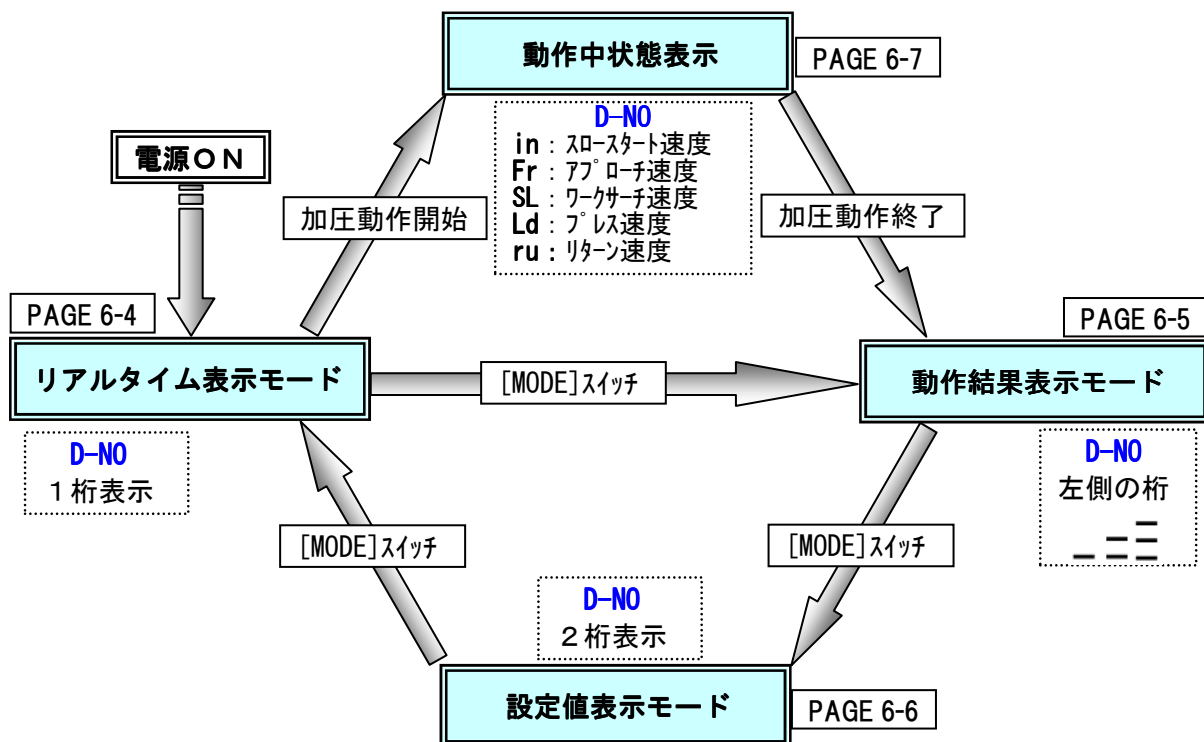 動作中状態表示
PAGE 6-7
D-NO
in：ｽﾛｰｽﾀｰﾄ速度
Fr：ｱﾌﾟﾛｰﾁ速度
SL：ﾜｰｸｻｰﾁ速度
Ld：ﾌﾟﾚｽ速度
ru：ﾘﾀｰﾝ速度
電源ＯＮ
加圧動作開始
加圧動作終了
PAGE 6-4
リアルタイム表示モード
[MODE]ｽｲｯﾁ
PAGE 6-5
動作結果表示モード
D-NO
１桁表示
D-NO
左側の桁
[MODE]ｽｲｯﾁ
[MODE]ｽｲｯﾁ
D-NO
２桁表示
設定値表示モード
PAGE 6-6